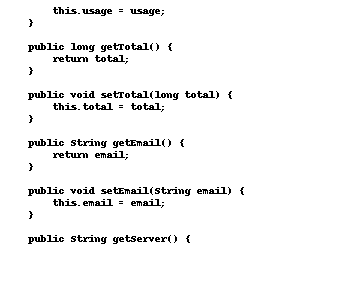 this.usage = usage;
}
public long getTotal() {
return total;
}
public void setTotal(long total) {
this.total = total;
}
public String getEmail() {
return email;
}
public void setEmail(String email) {
this.email = email;
}
public String getServer() {